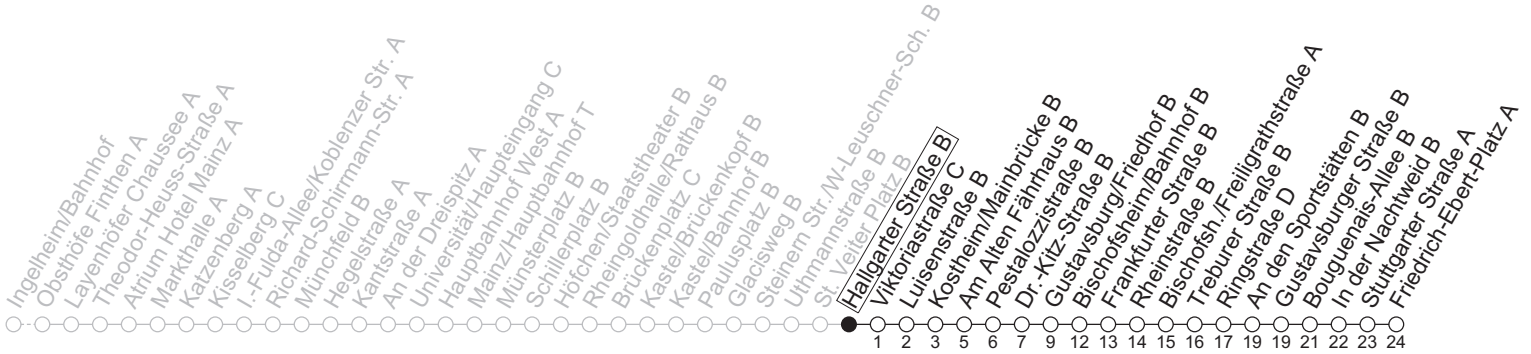 Ingelheim/Bahnhof
Obsthöfe Finthen A
Layenhöfer Chaussee A
Theodor-Heuss-Straße A
Atrium Hotel Mainz A
Markthalle A
Katzenberg A
Kisselberg C
I.-Fulda-Allee/Koblenzer Str. A
Richard-Schirrmann-Str. A
Münchfeld B
Hegelstraße A
Kantstraße A
An der Dreispitz A
Universität/Haupteingang C
Hauptbahnhof West A
Mainz/Hauptbahnhof T
Münsterplatz B
Schillerplatz B
Höfchen/Staatstheater B
Rheingoldhalle/Rathaus B
Brückenplatz C
Kastel/Brückenkopf B
Kastel/Bahnhof B
Paulusplatz B
Glacisweg B
Steinern Str./W-Leuschner-Sch. B
Uthmannstraße B
St. Veiter Platz B
Hallgarter Straße B
Viktoriastraße C
Luisenstraße B
Kostheim/Mainbrücke B
Am Alten Fährhaus B
Pestalozzistraße B
Dr.-Kitz-Straße B
Gustavsburg/Friedhof B
Bischofsheim/Bahnhof B
Frankfurter Straße B
Rheinstraße B
Bischofsh./Freiligrathstraße A
Treburer Straße B
Ringstraße D
An den Sportstätten B
Gustavsburger Straße B
Bouguenais-Allee B
In der Nachtweid B
Stuttgarter Straße A
Friedrich-Ebert-Platz A
1 2 3 5 6 7 9 12 13 14 15 16 17 19 19 21 22 23 24